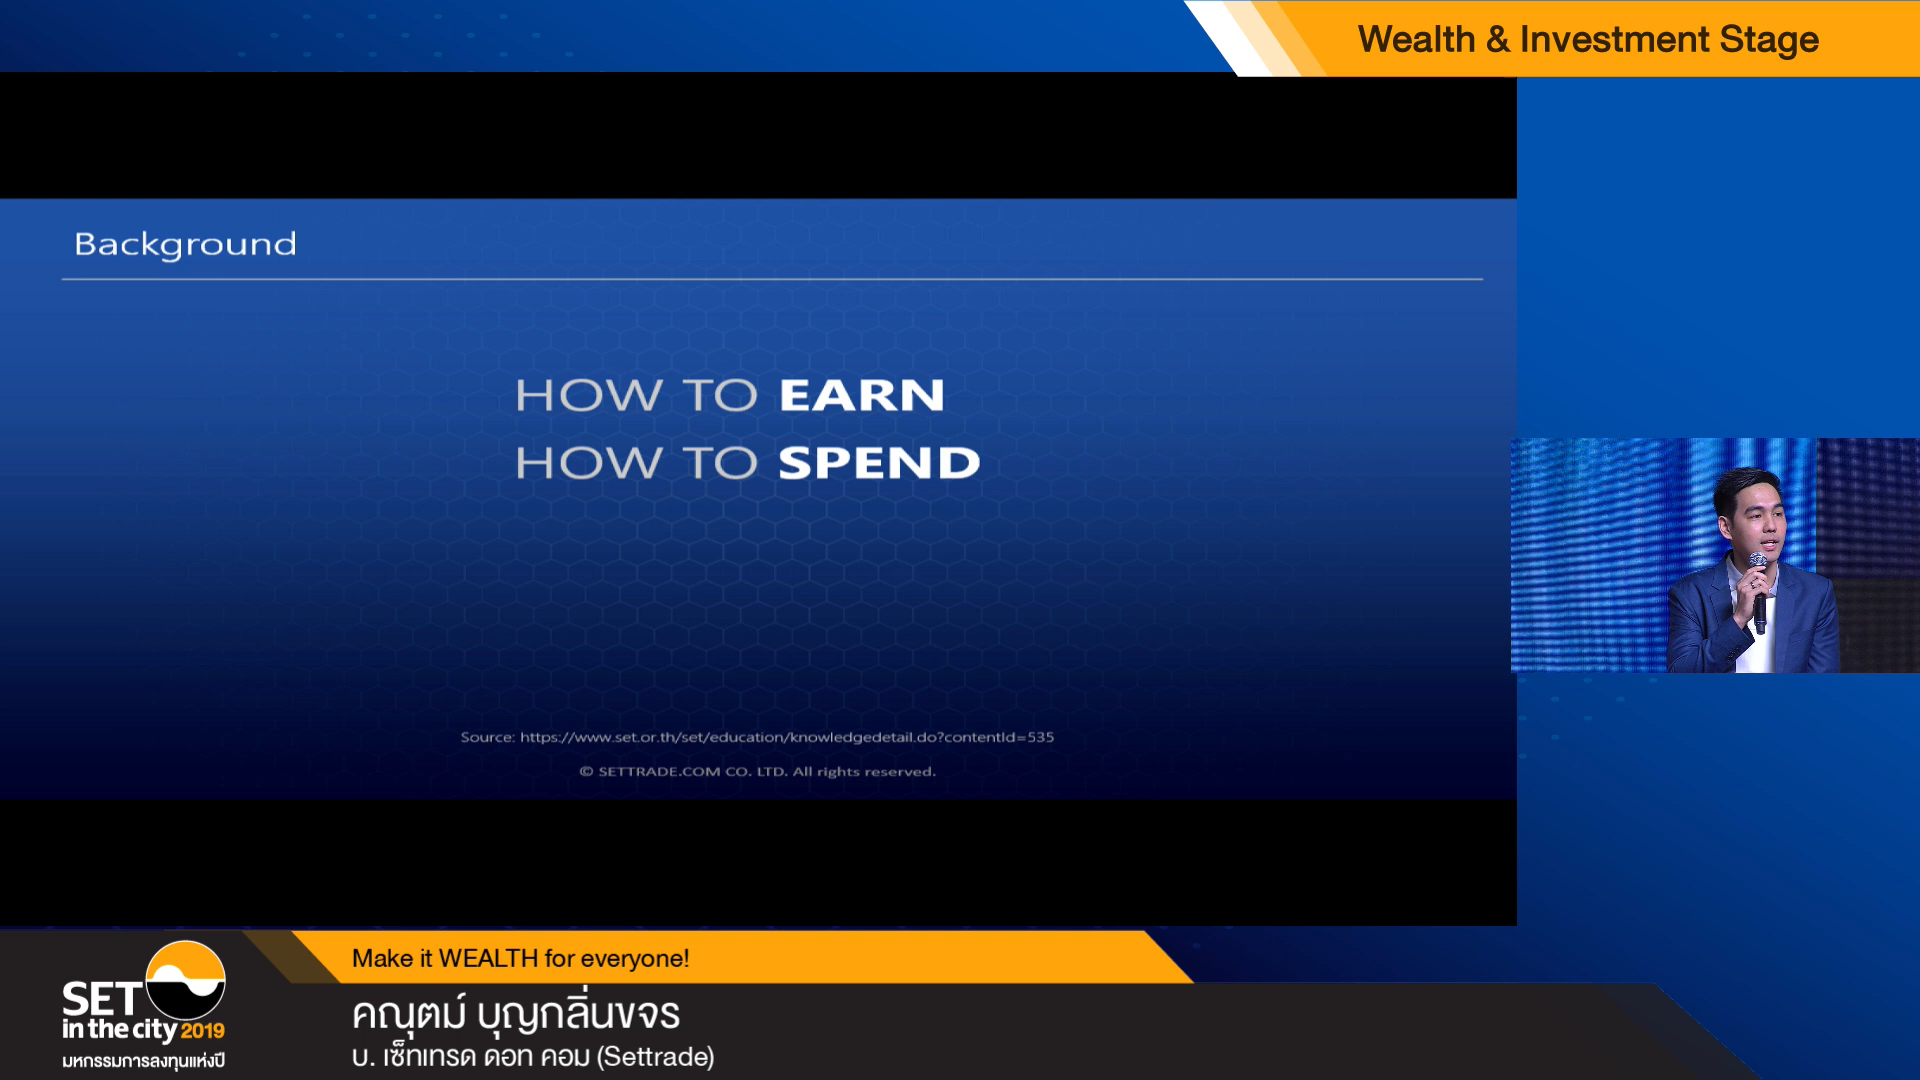 Wealth & Investment Stage
Background
HOW TO EARN
HOW TO SPEND
Source: https://www.set.or.th/set/education/knowledgedetail.do?contentId=535
© SETTRADE.COM CO. LTD. All rights reserved.
Make it WEALTH for everyone!
คณุตม์ บุญกลิ่นขจร
บ. เซ็ทเทรด ดอท คอม (Settrade)
SET
in the city 2019
มหกรรมการลงทุนแห่งปี